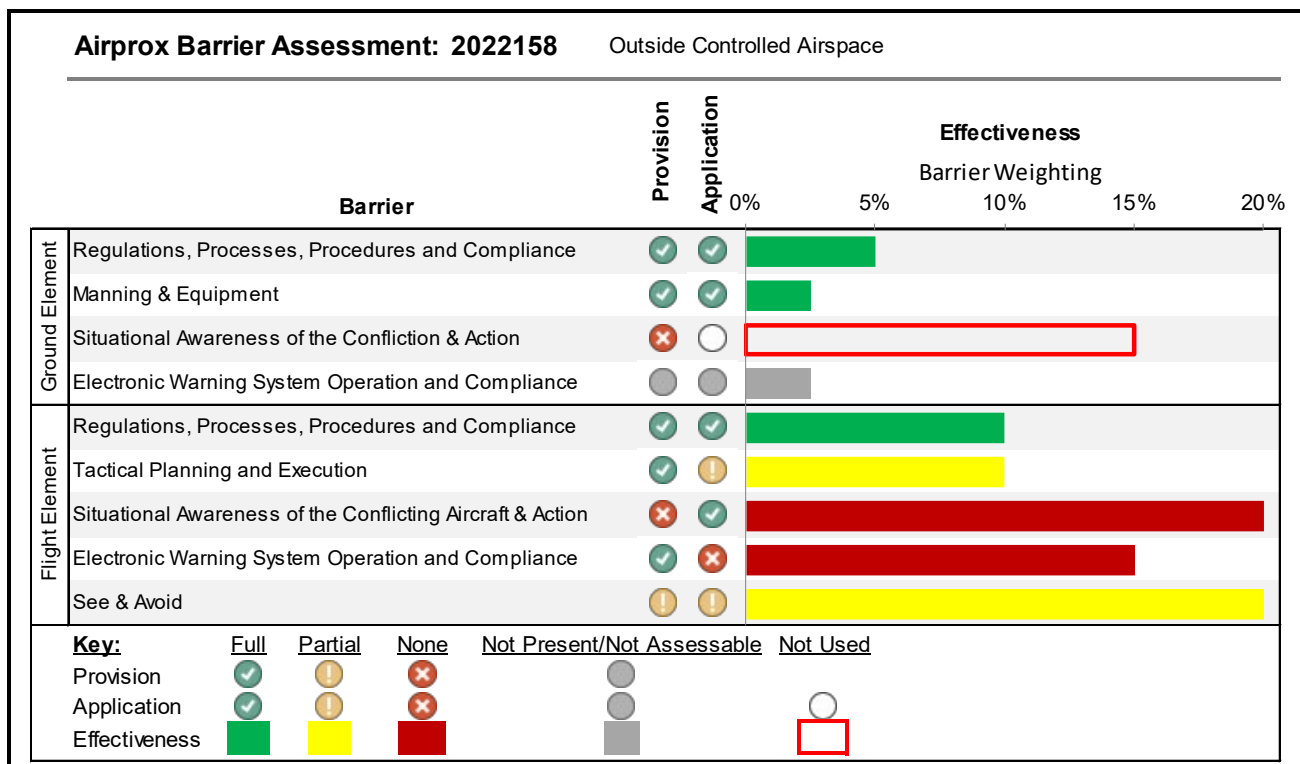 Airprox Barrier Assessment: 2022158 Outside Controlled Airspace
Provision
Application
Effectiveness
Barrier Weighting
Barrier
0% 5% 10% 15% 20%
Ground Element
Regulations, Processes, Procedures and Compliance
Manning & Equipment
Situational Awareness of the Confliction & Action
Electronic Warning System Operation and Compliance
Flight Element
Regulations, Processes, Procedures and Compliance
Tactical Planning and Execution
Situational Awareness of the Conflicting Aircraft & Action
Electronic Warning System Operation and Compliance
See & Avoid
Key: Full Partial None Not Present/Not Assessable Not Used
Provision
Application
Effectiveness